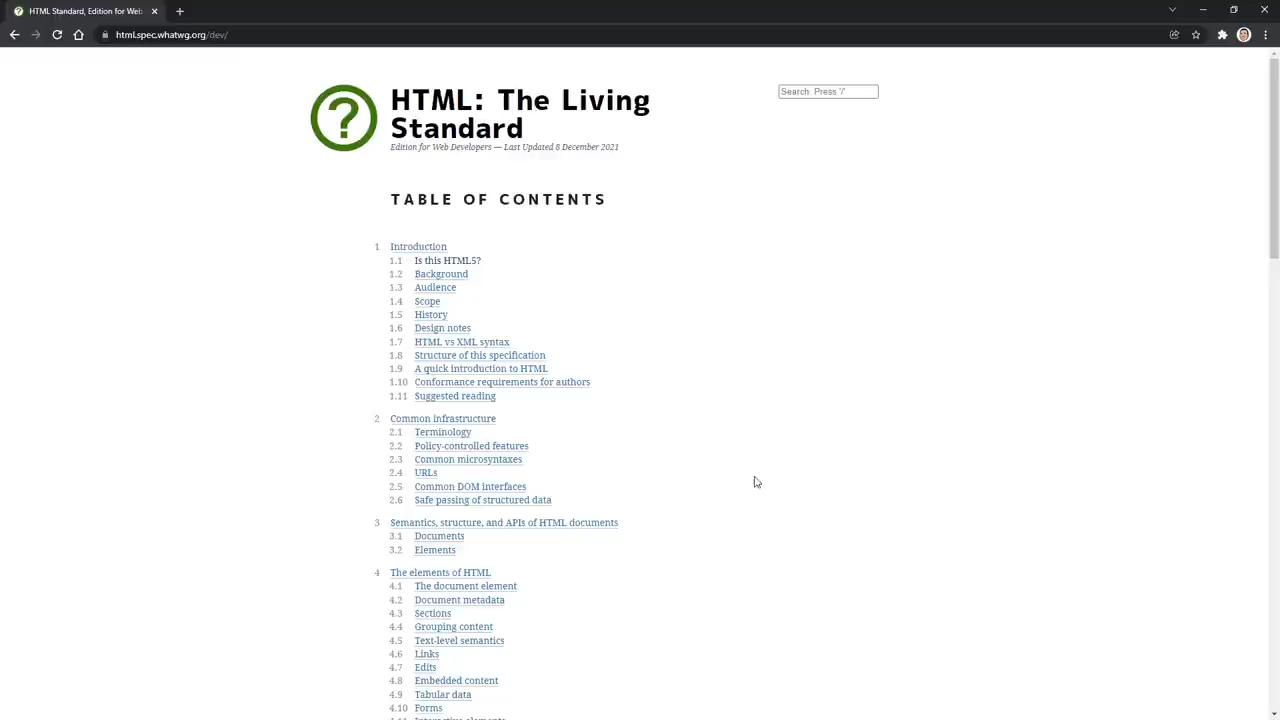 HTML Standard, Edition for Web
html.spec.whatwg.org/dev/
HTML: The Living
Standard
Search. Press '/'
Edition for Web Developers — Last Updated 8 December 2021
TABLE OF CONTENTS
1 Introduction
1.1 Is this HTML5?
1.2 Background
1.3 Audience
1.4 Scope
1.5 History
1.6 Design notes
1.7 HTML vs XML syntax
1.8 Structure of this specification
1.9 A quick introduction to HTML
1.10 Conformance requirements for authors
1.11 Suggested reading
2 Common infrastructure
2.1 Terminology
2.2 Policy-controlled features
2.3 Common microsyntaxes
2.4 URLs
2.5 Common DOM interfaces
2.6 Safe passing of structured data
3 Semantics, structure, and APIs of HTML documents
3.1 Documents
3.2 Elements
4 The elements of HTML
4.1 The document element
4.2 Document metadata
4.3 Sections
4.4 Grouping content
4.5 Text-level semantics
4.6 Links
4.7 Edits
4.8 Embedded content
4.9 Tabular data
4.10 Forms